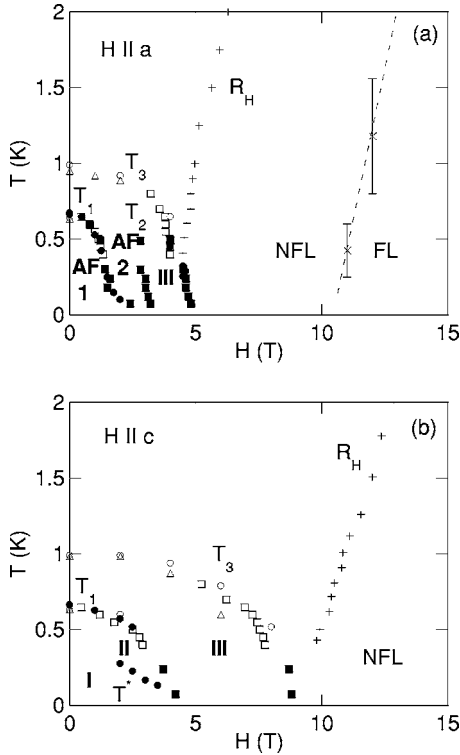 H II a
(a)
R_H
T_3
T_1
T_2
AF
2
AF
1
III
NFL
FL
2
1.5
1
0.5
0
T (K)
0
5
10
15
H (T)
H II c
(b)
R_H
T_3
T_1
II
III
I
T*
NFL
2
1.5
1
0.5
0
T (K)
0
5
10
15
H (T)